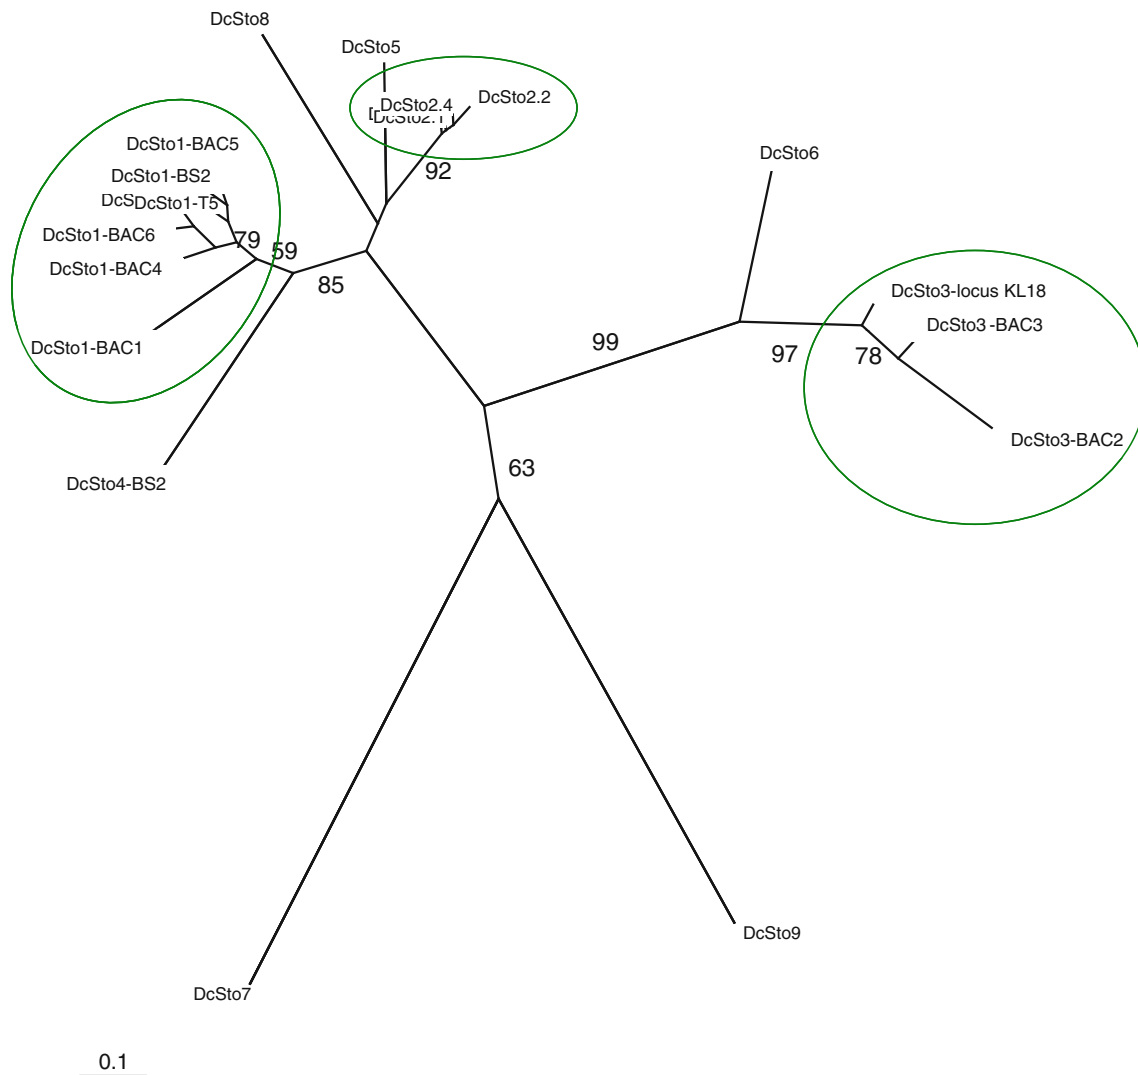 DcSto8
DcSto5
DcSto2.4
DcSto2.2
DcSto1-BAC5
92
DcSto6
DcSto1-BS2
DcSto1-T5
DcSto1-BAC6
79
59
DcSto1-BAC4
85
DcSto3-locus KL18
DcSto3 -BAC3
DcSto1-BAC1
99
97
78
DcSto3-BAC2
63
DcSto4-BS2
DcSto9
DcSto7
0.1